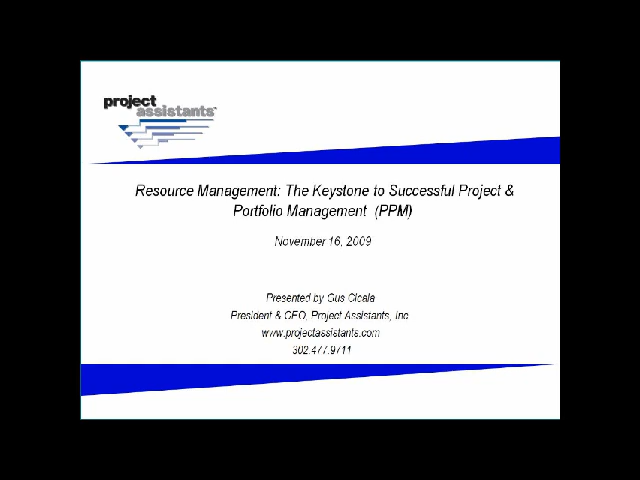 project
assistants™
Resource Management: The Keystone to Successful Project &
Portfolio Management (PPM)
November 16, 2009
Presented by Gus Cicala
President & CEO, Project Assistants, Inc
www.projectassistants.com
302.477.9711